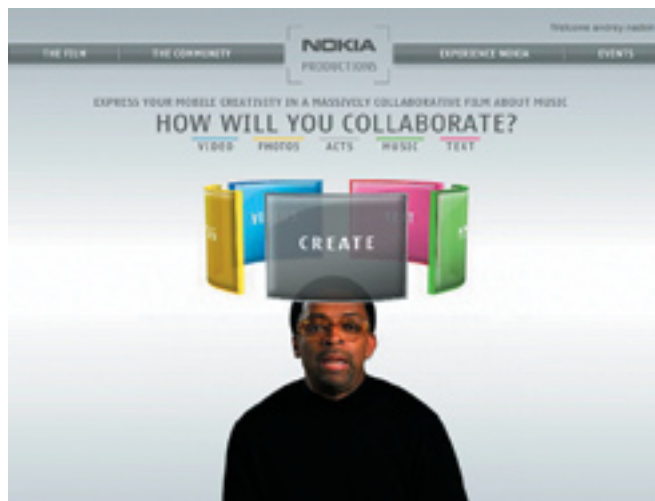 Welcome andrey
THE FILM THE COMMUNITY NOKIA EXPERIENCE NOKIA EVENTS
PRODUCTIONS
EXPRESS YOUR MOBILE CREATIVITY IN A MASSIVELY COLLABORATIVE FILM ABOUT MUSIC
HOW WILL YOU COLLABORATE?
VIDEO PHOTOS ACTS MUSIC TEXT
CREATE